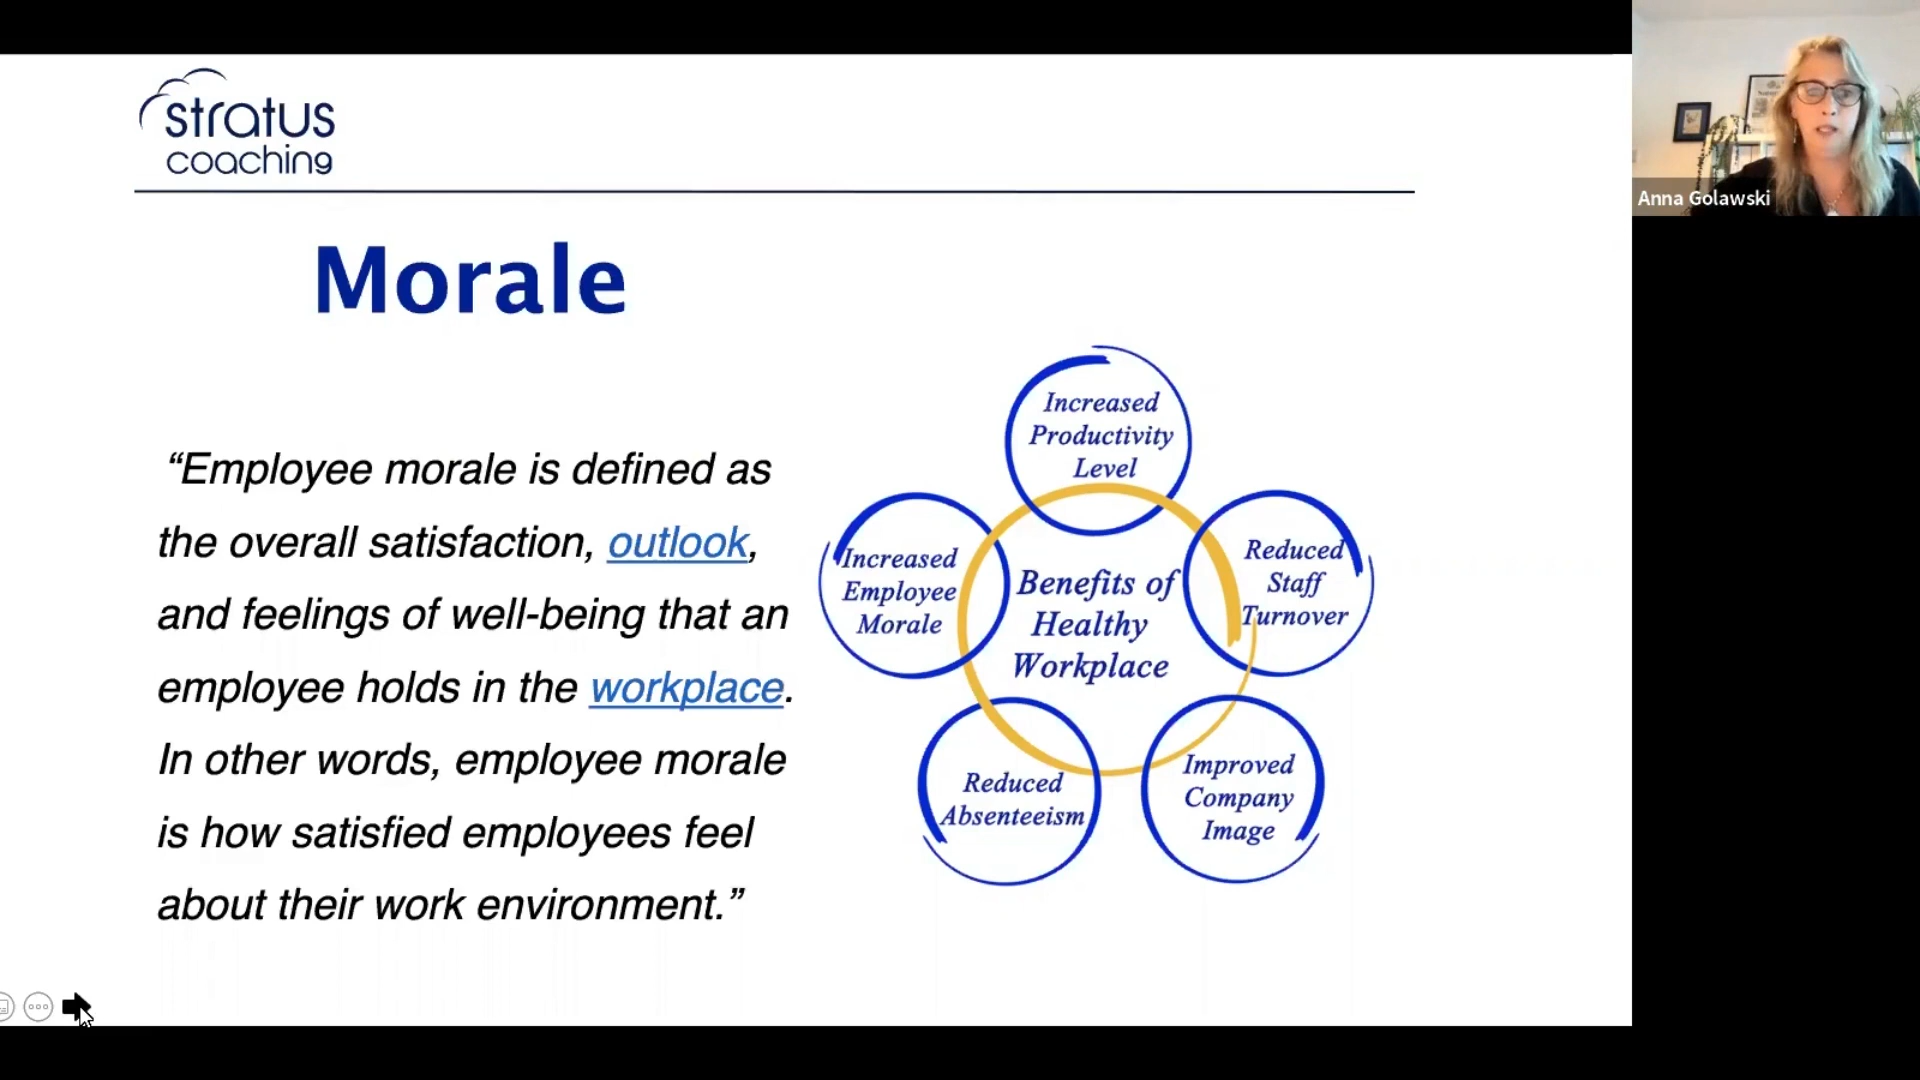 stratus
coaching
Anna Golawski
Morale
“Employee morale is defined as
the overall satisfaction, outlook,
and feelings of well-being that an
employee holds in the workplace.
In other words, employee morale
is how satisfied employees feel
about their work environment.”
Increased
Productivity
Level
Increased
Employee
Morale
Benefits of
Healthy
Workplace
Reduced
Staff
Turnover
Reduced
Absenteeism
Improved
Company
Image